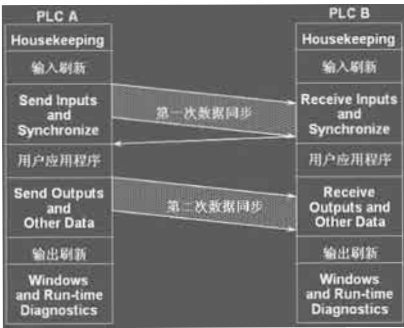 PLC A
Housekeeping
输入刷新
Send Inputs
and
Synchronize
用户应用程序
Send Outputs
and
Other Data
输出刷新
Windows
and Run-time
Diagnostics
第一次数据同步
第二次数据同步
PLC B
Housekeeping
输入刷新
Receive Inputs
and
Synchronize
用户应用程序
Receive
Outputs and
Other Data
输出刷新
Windows
and Run-time
Diagnostics